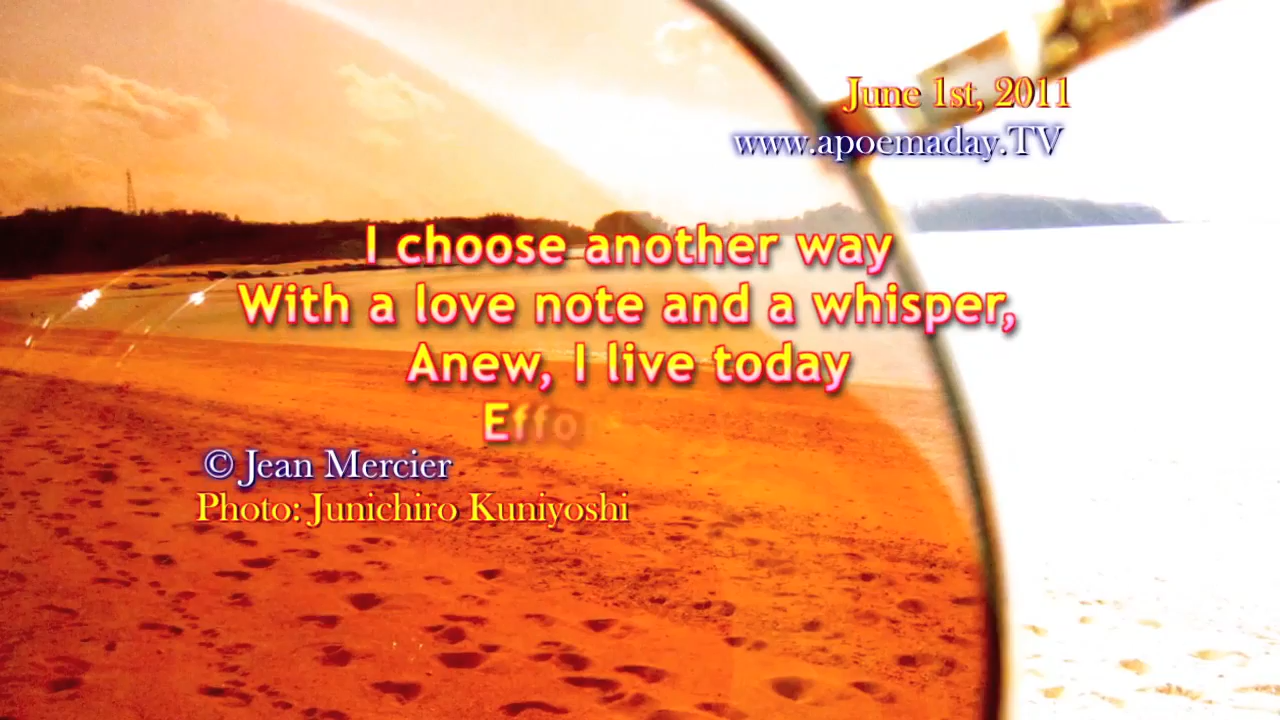 June 1st, 2011
www.apoemaday.TV
I choose another way
With a love note and a whisper,
Anew, I live today
© Jean Mercier
Photo: Junichiro Kuniyoshi